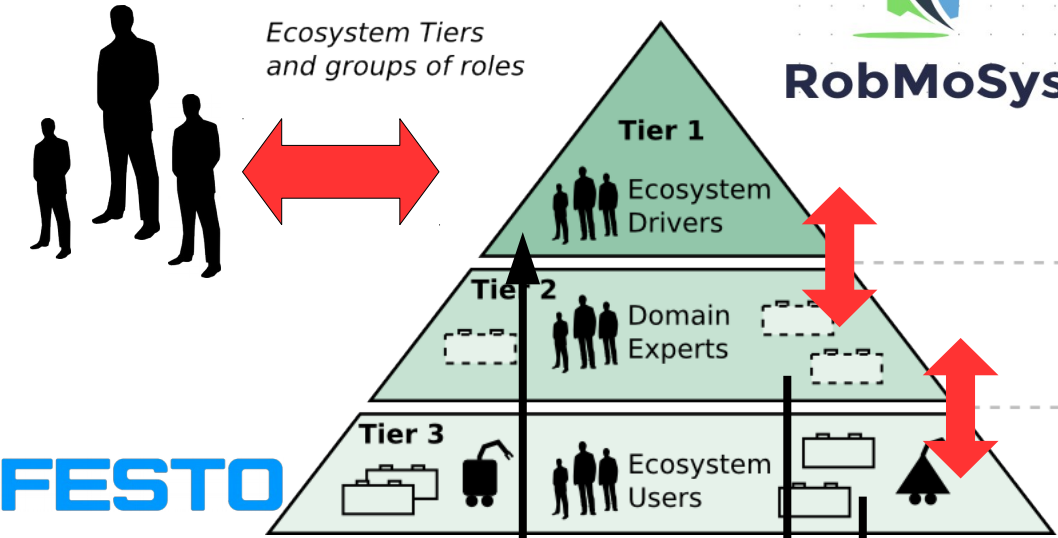 Ecosystem Tiers
and groups of roles
RobMoSys
Tier 1
Ecosystem
Drivers
Tier 2
Domain
Experts
Tier 3
Ecosystem
Users
FESTO